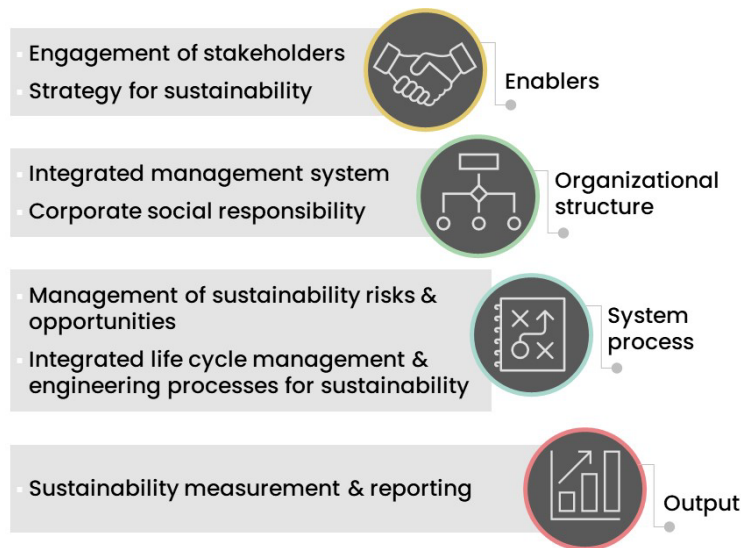 Engagement of stakeholders
Strategy for sustainability
Enablers
Integrated management system
Corporate social responsibility
Organizational
structure
Management of sustainability risks &
opportunities
Integrated life cycle management &
engineering processes for sustainability
System
process
Sustainability measurement & reporting
Output